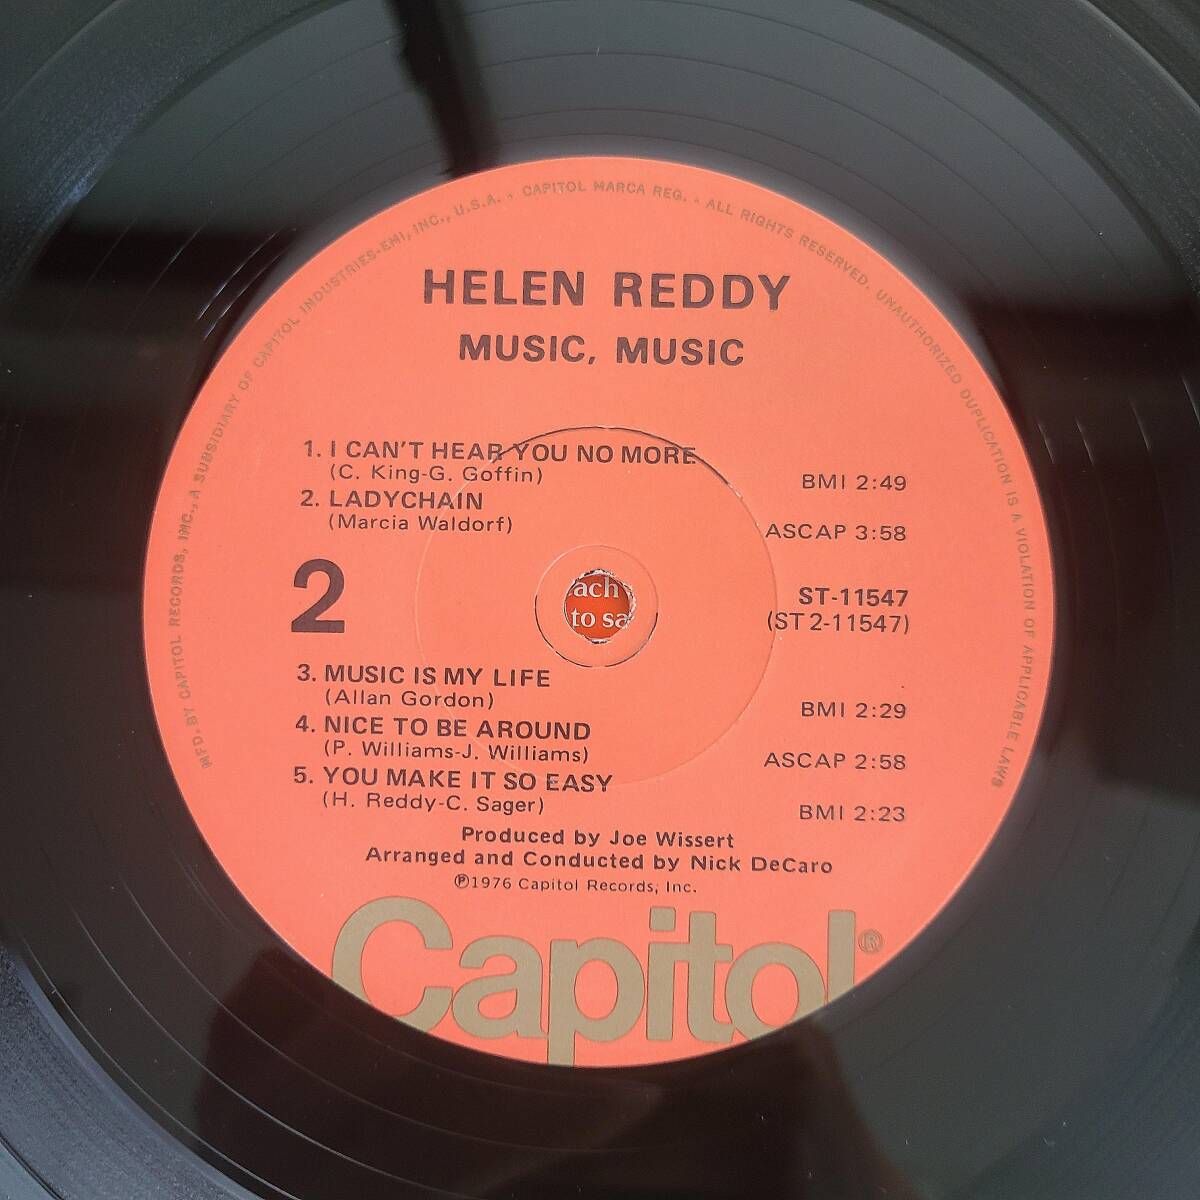 MFD. BY CAPITOL RECORDS, INC., A SUBSIDIARY OF CAPITOL INDUSTRIES-EMI, INC., U.S.A. • CAPITOL MARCA REG. • ALL RIGHTS RESERVED. UNAUTHORIZED DUPLICATION IS A VIOLATION OF APPLICABLE LAWS
HELEN REDDY
MUSIC, MUSIC
1. I CAN'T HEAR YOU NO MORE
(C. King-G. Goffin) BMI 2:49
2. LADYCHAIN
(Marcia Waldorf) ASCAP 3:58
2
ST-11547
(ST2-11547)
ach
to sa
3. MUSIC IS MY LIFE
(Allan Gordon) BMI 2:29
4. NICE TO BE AROUND
(P. Williams-J. Williams) ASCAP 2:58
5. YOU MAKE IT SO EASY
(H. Reddy-C. Sager) BMI 2:23
Produced by Joe Wissert
Arranged and Conducted by Nick DeCaro
Ⓟ1976 Capitol Records, Inc.
Capitol®